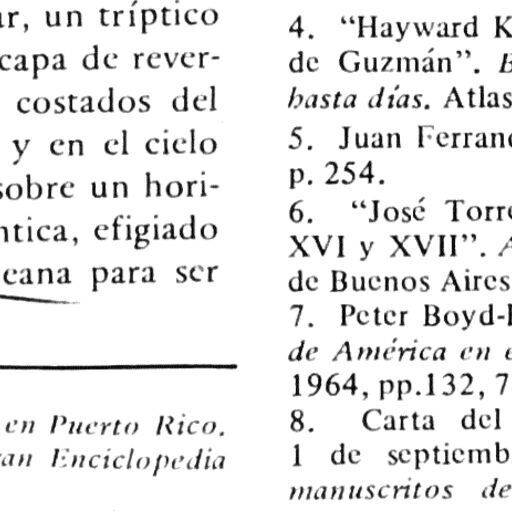 ar, un tríptico
capa de rever-
costados del
y en el cielo
sobre un hori-
ntica, efigiado
eana para ser
en Puerto Rico.
an Enciclopedia
4. “Hayward K
de Guzmán”. B
hasta días. Atlas
5. Juan Ferrand
p. 254.
6. “José Torre
XVI y XVII”. A
de Buenos Aires
7. Peter Boyd-
de América en e
1964, pp.132, 7
8. Carta del
1 de septiemb
manuscritos de